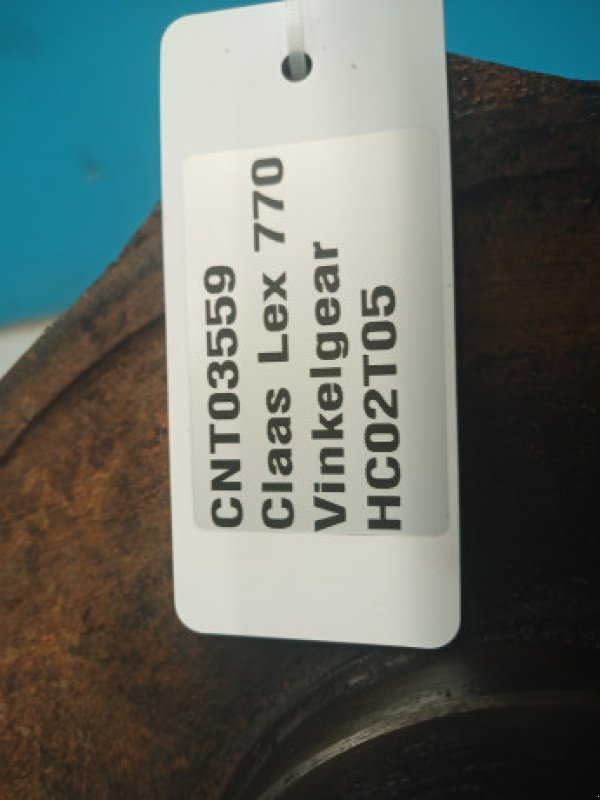 CNT03559
Claas Lex 770
Vinkelgear
HC02T05